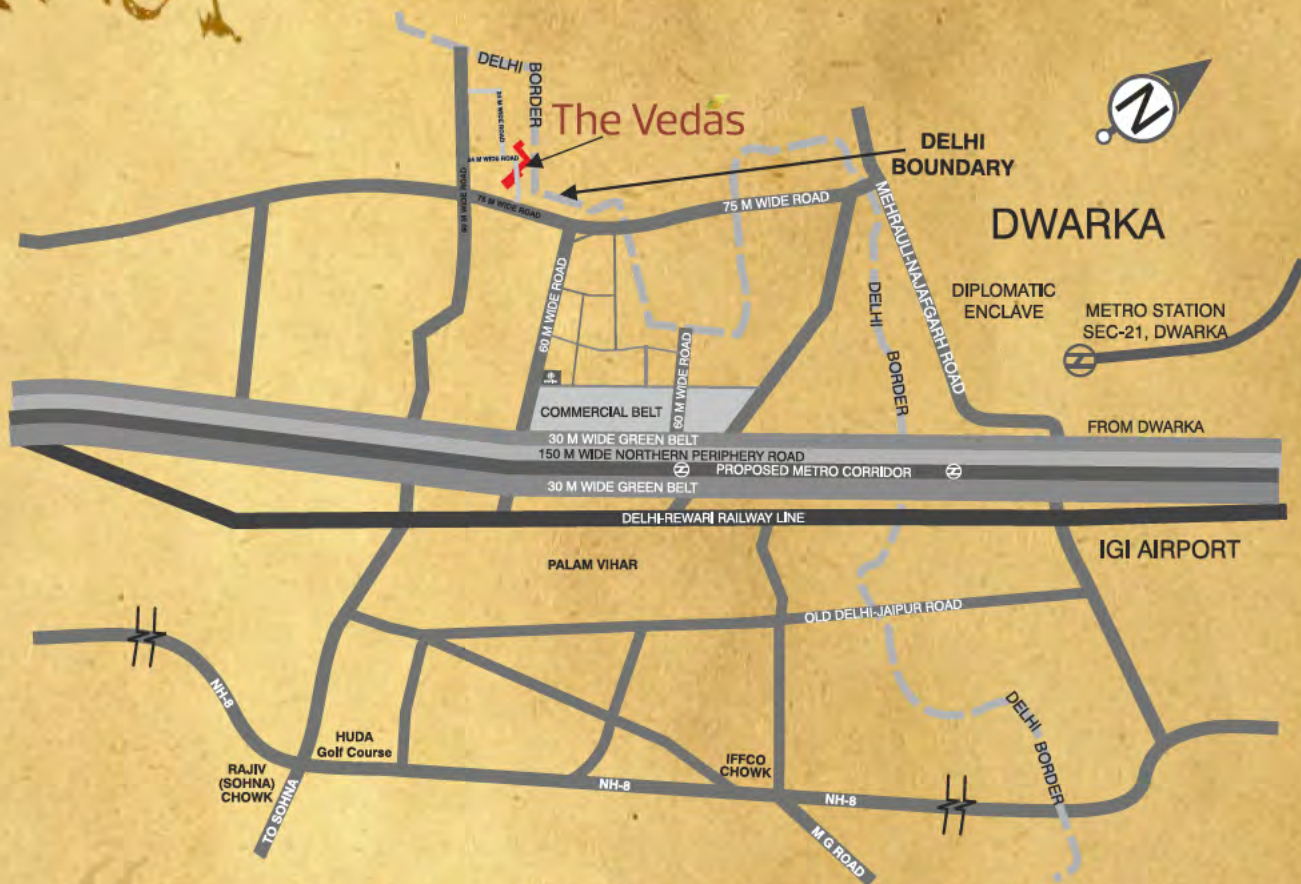 DELHI
BORDER
The Vedas
N
DELHI
BOUNDARY
24 M WIDE ROAD
75 M WIDE ROAD
75 M WIDE ROAD
MEHRAULI-NAJAFGARH ROAD
DWARKA
DIPLOMATIC
ENCLAVE
METRO STATION
SEC-21, DWARKA
DELHI
BORDER
60 M WIDE ROAD
60 M WIDE ROAD
COMMERCIAL BELT
FROM DWARKA
30 M WIDE GREEN BELT
150 M WIDE NORTHERN PERIPHERY ROAD
PROPOSED METRO CORRIDOR
30 M WIDE GREEN BELT
DELHI-REWARI RAILWAY LINE
IGI AIRPORT
PALAM VIHAR
OLD DELHI-JAIPUR ROAD
NH-8
HUDA
Golf Course
RAJIV
(SOHNA)
CHOWK
TO SOHNA
IFFCO
CHOWK
NH-8
NH-8
M G ROAD
DELHI
BORDER